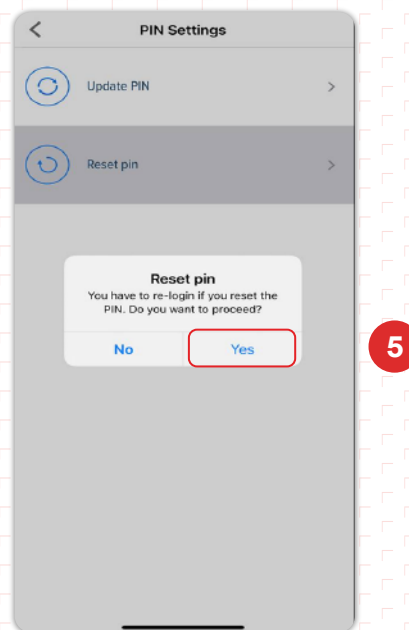 PIN Settings
Update PIN
Reset pin
Reset pin
You have to re-login if you reset the
PIN. Do you want to proceed?
No Yes
5